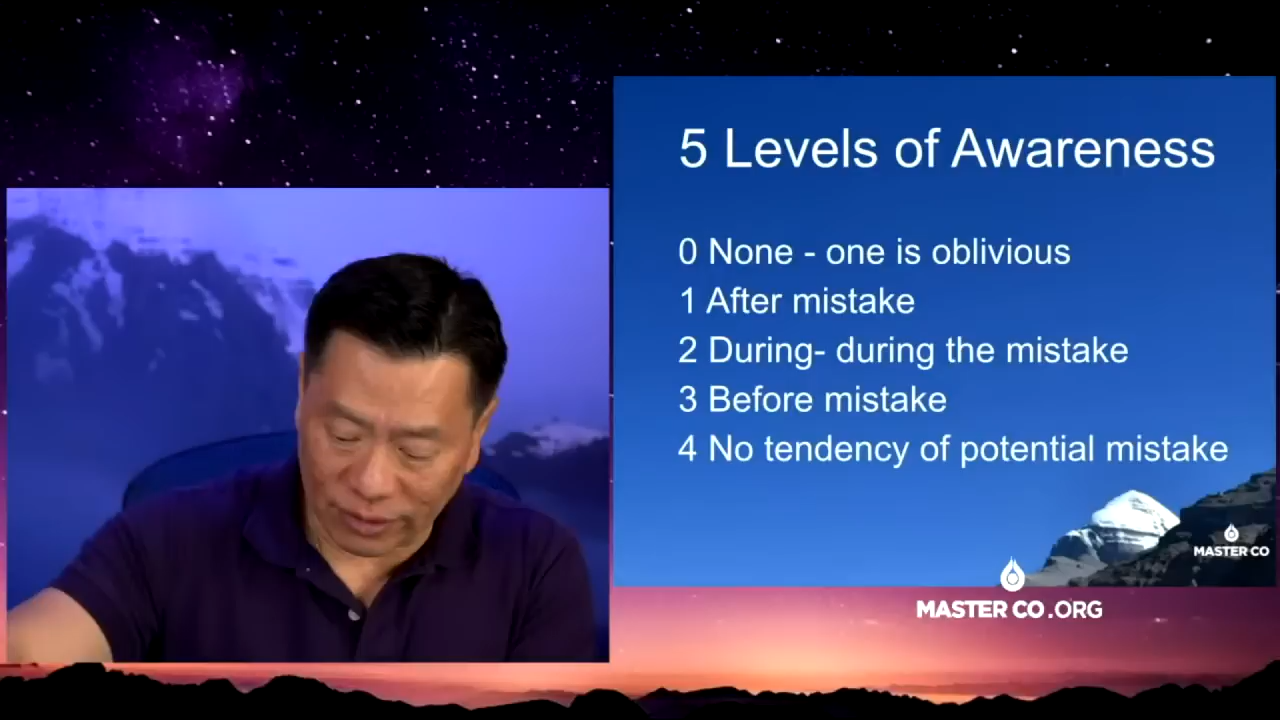 5 Levels of Awareness
0 None - one is oblivious
1 After mistake
2 During- during the mistake
3 Before mistake
4 No tendency of potential mistake
MASTER CO
MASTER CO.ORG